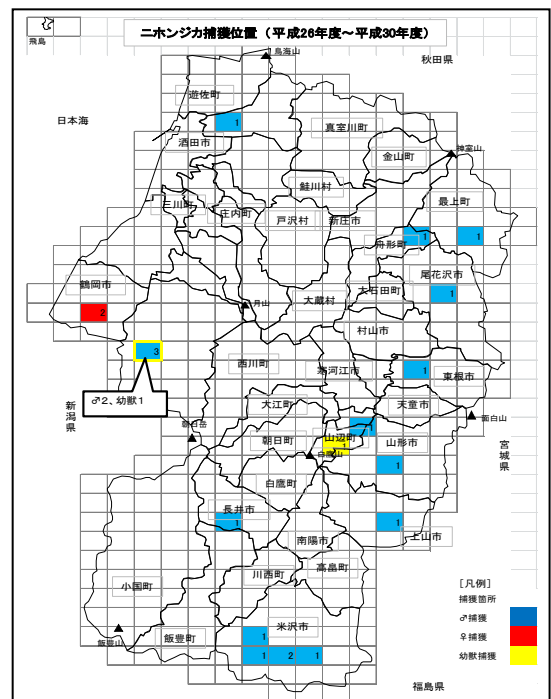 ニホンジカ捕獲位置（平成26年度～平成30年度）
飛島
鳥海山
秋田県
遊佐町
日本海
1
真室川町
酒田市
神室山
金山町
鮭川村
最上町
三川町
庄内町
戸沢村
新庄市
舟形町
1
1
尾花沢市
鶴岡市
大石田町
1
月山
大蔵村
2
村山市
3
西川町
寒河江市
1
東根市
♂2、幼獣1
大江町
天童市
新潟県
面白山
朝日岳
朝日町
山辺町
1
山形市
宮城県
1
白鷹山
1
白鷹町
長井市
1
1
上山市
南陽市
川西町
高畠町
小国町
[凡例]
捕獲箇所
♂捕獲
米沢市
飯豊山
飯豊町
1
♀捕獲
1
2
1
幼獣捕獲
福島県